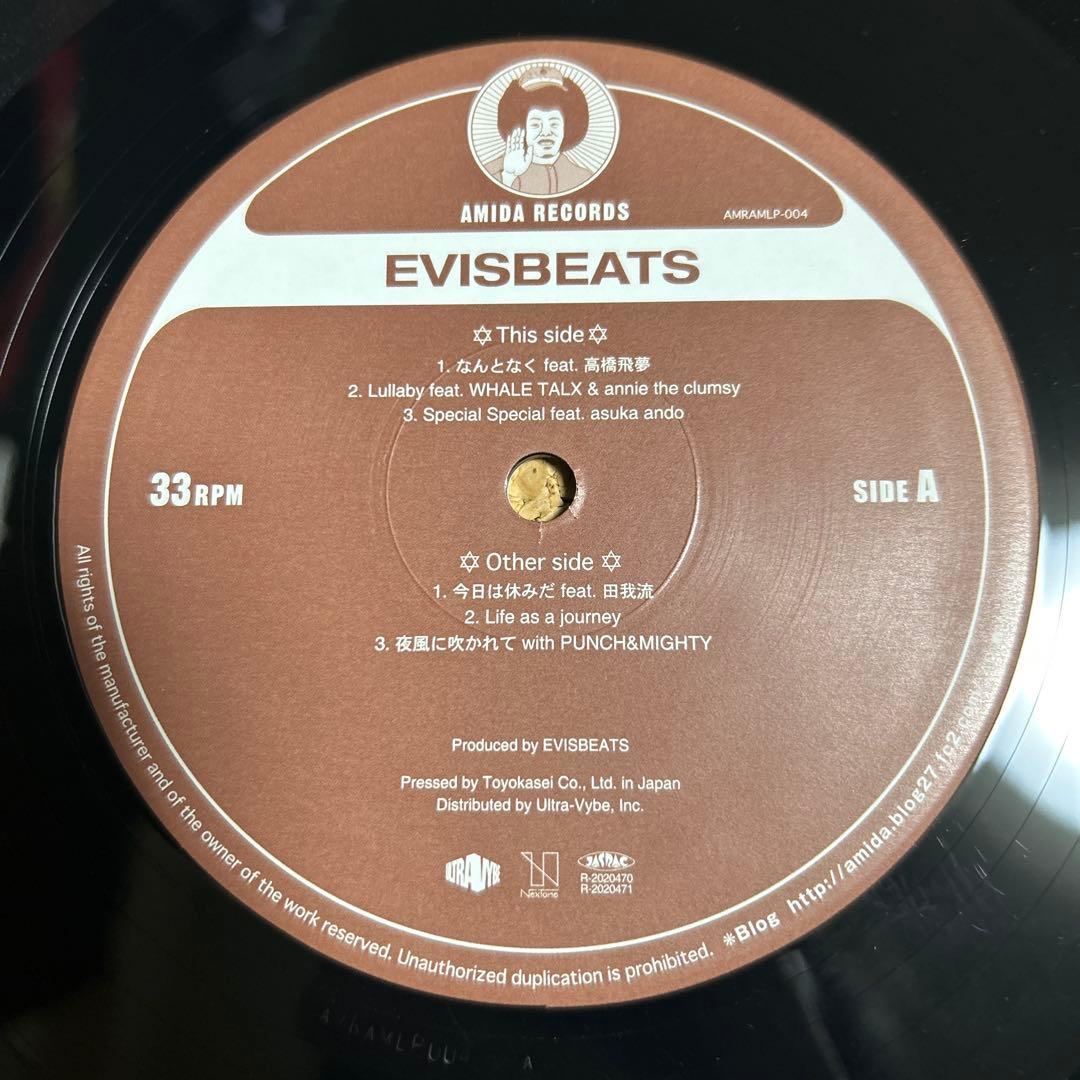 AMIDA RECORDS
AMRAMLP-004
EVISBEATS
✡ This side ✡
1. なんとなく feat. 高橋飛夢
2. Lullaby feat. WHALE TALX & annie the clumsy
3. Special Special feat. asuka ando
33 RPM
SIDE A
✡ Other side ✡
1. 今日は休みだ feat. 田我流
2. Life as a journey
3. 夜風に吹かれて with PUNCH&MIGHTY
Produced by EVISBEATS
Pressed by Toyokasei Co., Ltd. in Japan
Distributed by Ultra-Vybe, Inc.
ULTRA VYBE
NexTone
JASRAC
R-2020470
R-2020471
All rights of the manufacturer and of the owner of the work reserved. Unauthorized duplication is prohibited. ※Blog http://amida.blog27.fc2.com
A